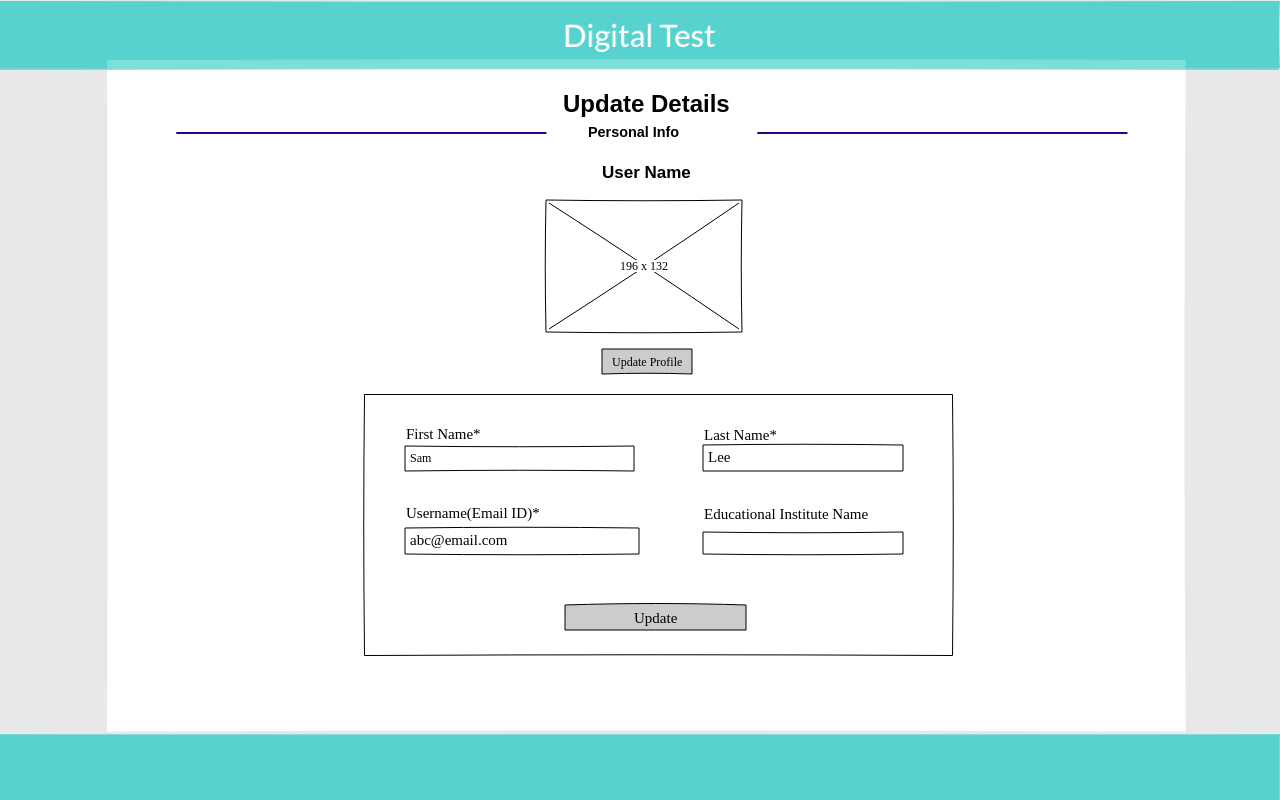 Digital Test
Update Details
Personal Info
User Name
196 x 132
Update Profile
First Name*
Last Name*
Sam
Lee
Username(Email ID)*
Educational Institute Name
abc@email.com
Update